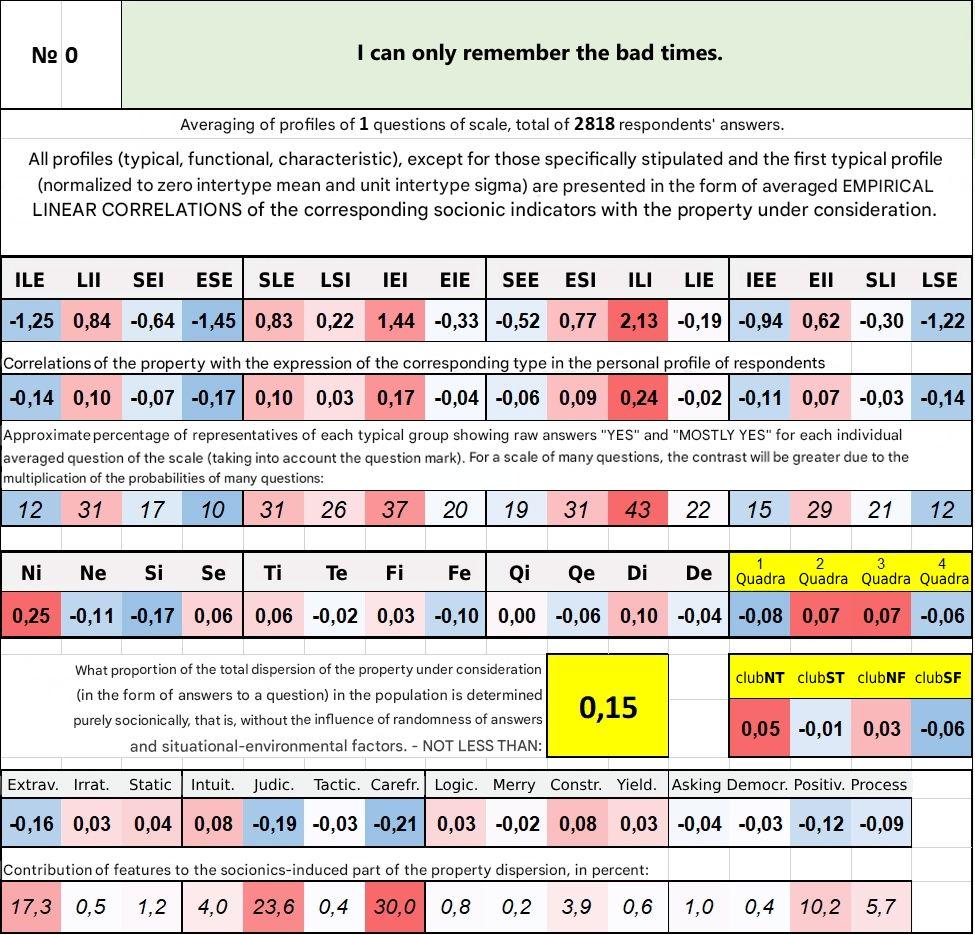 № 0
I can only remember the bad times.
Averaging of profiles of 1 questions of scale, total of 2818 respondents' answers.
All profiles (typical, functional, characteristic), except for those specifically stipulated and the first typical profile
(normalized to zero intertype mean and unit intertype sigma) are presented in the form of averaged EMPIRICAL
LINEAR CORRELATIONS of the corresponding socionic indicators with the property under consideration.
ILE LII SEI ESE SLE LSI IEI EIE SEE ESI ILI LIE IEE EII SLI LSE
-1,25 0,84 -0,64 -1,45 0,83 0,22 1,44 -0,33 -0,52 0,77 2,13 -0,19 -0,94 0,62 -0,30 -1,22
Correlations of the property with the expression of the corresponding type in the personal profile of respondents
-0,14 0,10 -0,07 -0,17 0,10 0,03 0,17 -0,04 -0,06 0,09 0,24 -0,02 -0,11 0,07 -0,03 -0,14
Approximate percentage of representatives of each typical group showing raw answers "YES" and "MOSTLY YES" for each individual
averaged question of the scale (taking into account the question mark). For a scale of many questions, the contrast will be greater due to the
multiplication of the probabilities of many questions:
12 31 17 10 31 26 37 20 19 31 43 22 15 29 21 12
Ni Ne Si Se Ti Te Fi Fe Qi Qe Di De 1 Quadra 2 Quadra 3 Quadra 4 Quadra
0,25 -0,11 -0,17 0,06 0,06 -0,02 0,03 -0,10 0,00 -0,06 0,10 -0,04 -0,08 0,07 0,07 -0,06
What proportion of the total dispersion of the property under consideration
(in the form of answers to a question) in the population is determined
purely socionically, that is, without the influence of randomness of answers
and situational-environmental factors. - NOT LESS THAN:
0,15
clubNT clubST clubNF clubSF
0,05 -0,01 0,03 -0,06
Extrav. Irrat. Static Intuit. Judic. Tactic. Carefr. Logic. Merry Constr. Yield. Asking Democr. Positiv. Process
-0,16 0,03 0,04 0,08 -0,19 -0,03 -0,21 0,03 -0,02 0,08 0,03 -0,04 -0,03 -0,12 -0,09
Contribution of features to the socionics-induced part of the property dispersion, in percent:
17,3 0,5 1,2 4,0 23,6 0,4 30,0 0,8 0,2 3,9 0,6 1,0 0,4 10,2 5,7